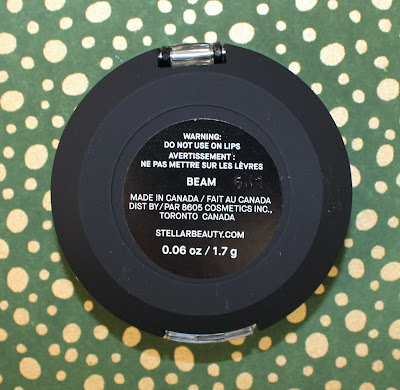 WARNING:
DO NOT USE ON LIPS
AVERTISSEMENT :
NE PAS METTRE SUR LES LÈVRES
BEAM
MADE IN CANADA / FAIT AU CANADA
DIST BY/PAR 8605 COSMETICS INC.,
TORONTO CANADA
STELLARBEAUTY.COM
0.06 oz / 1.7 g